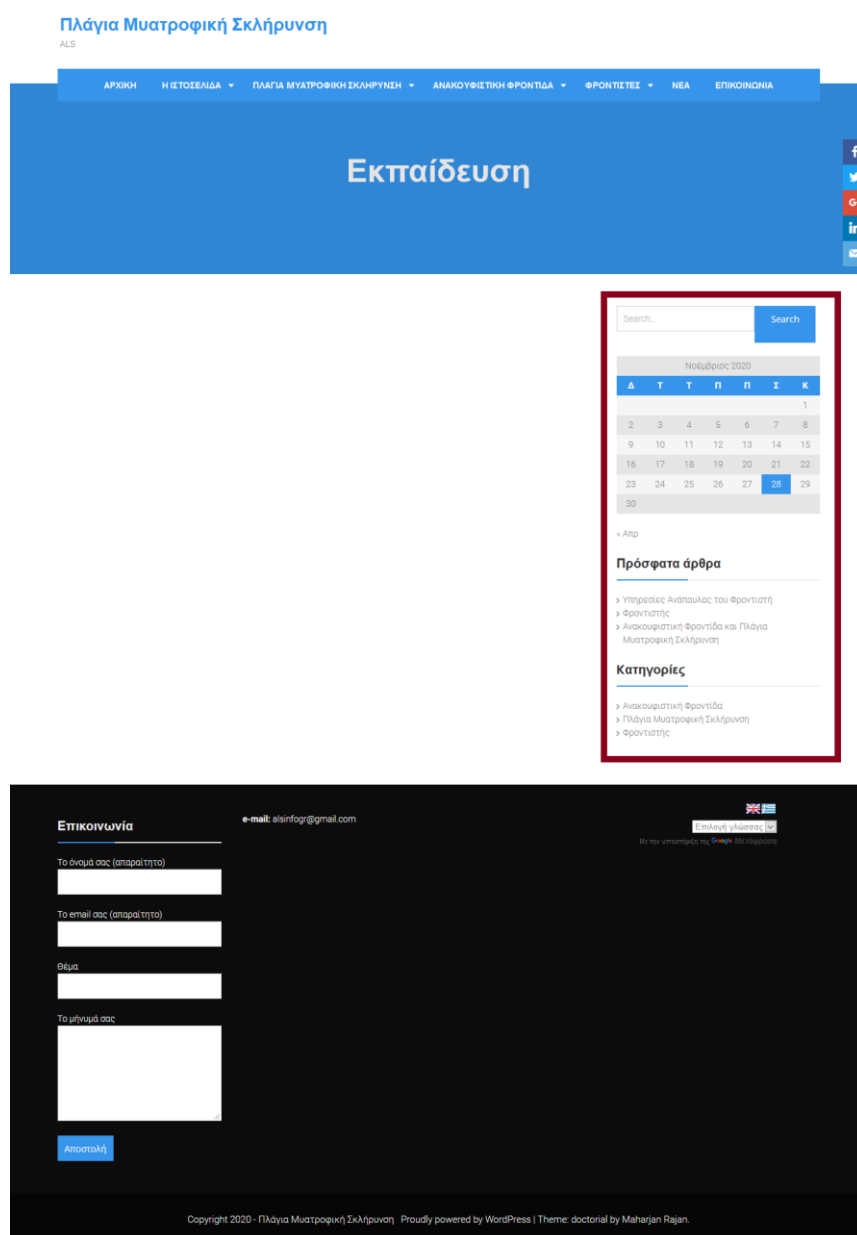 Πλάγια Μυατροφική Σκλήρυνση
ALS
ΑΡΧΙΚΗ Η ΙΣΤΟΣΕΛΙΔΑ ΠΛΑΓΙΑ ΜΥΑΤΡΟΦΙΚΗ ΣΚΛΗΡΥΝΣΗ ΑΝΑΚΟΥΦΙΣΤΙΚΗ ΦΡΟΝΤΙΔΑ ΦΡΟΝΤΙΣΤΕΣ ΝΕΑ ΕΠΙΚΟΙΝΩΝΙΑ
Εκπαίδευση
Search... Search
Νοέμβριος 2020
Δ Τ Τ Π Π Σ Κ
1
2 3 4 5 6 7 8
9 10 11 12 13 14 15
16 17 18 19 20 21 22
23 24 25 26 27 28 29
30
« Απρ
Πρόσφατα άρθρα
Υπηρεσίες Ανάπαυλας του Φροντιστή
Φροντιστής
Ανακουφιστική Φροντίδα και Πλάγια
Μυατροφική Σκλήρυνση
Κατηγορίες
Ανακουφιστική Φροντίδα
Πλάγια Μυατροφική Σκλήρυνση
Φροντιστής
Επικοινωνία
Το όνομά σας (απαραίτητο)
Το email σας (απαραίτητο)
Θέμα
Το μήνυμά σας
Αποστολή
e-mail: alsinfogr@gmail.com
Επιλογή γλώσσας
Με την υποστήριξη της Google Μετάφραση
Copyright 2020 - Πλάγια Μυατροφική Σκλήρυνση Proudly powered by WordPress | Theme: doctorial by Maharjan Rajan.